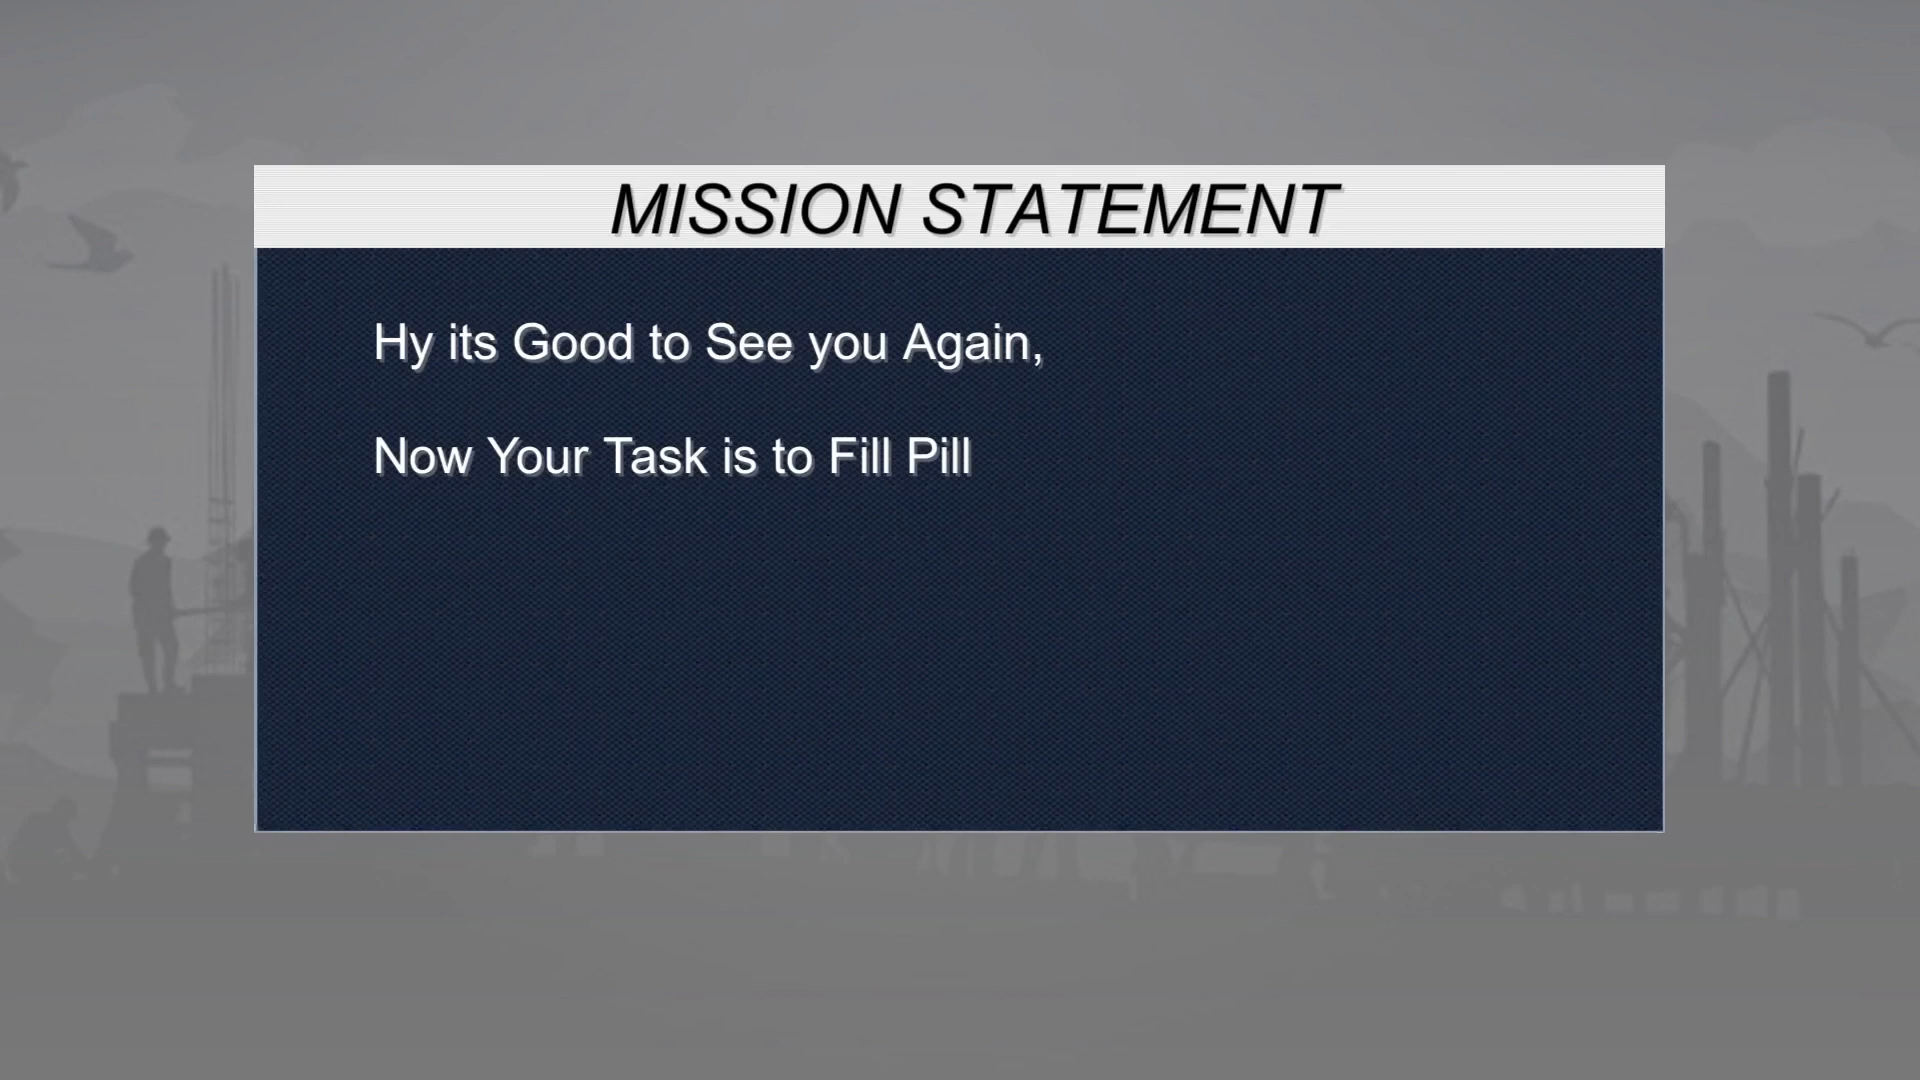 MISSION STATEMENT
Hy its Good to See you Again,
Now Your Task is to Fill Pill